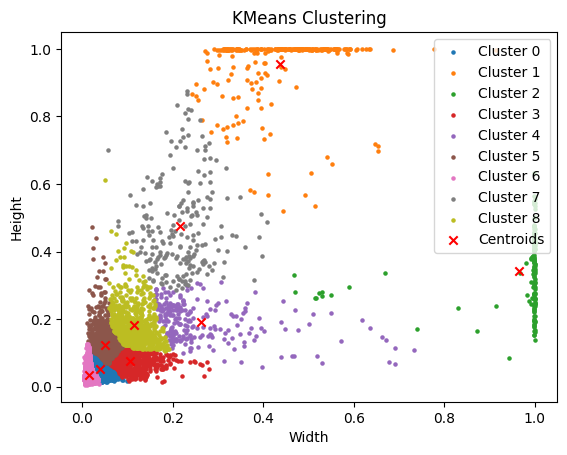 KMeans Clustering
Cluster 0
Cluster 1
Cluster 2
Cluster 3
Cluster 4
Cluster 5
Cluster 6
Cluster 7
Cluster 8
Centroids
Height
1.0
0.8
0.6
0.4
0.2
0.0
0.0 0.2 0.4 0.6 0.8 1.0
Width